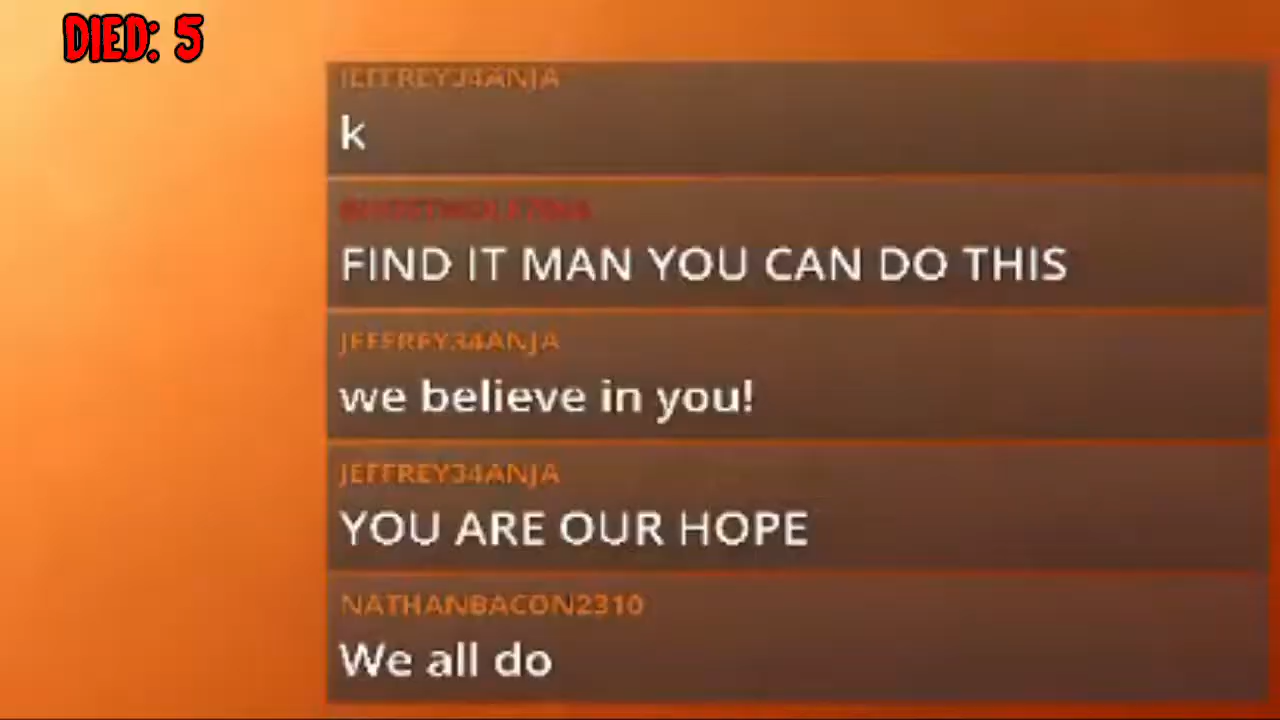 DIED: 5
JEFFREY34ANJA
k
FIND IT MAN YOU CAN DO THIS
JEFFREY34ANJA
we believe in you!
JEFFREY34ANJA
YOU ARE OUR HOPE
NATHANBACON2310
We all do